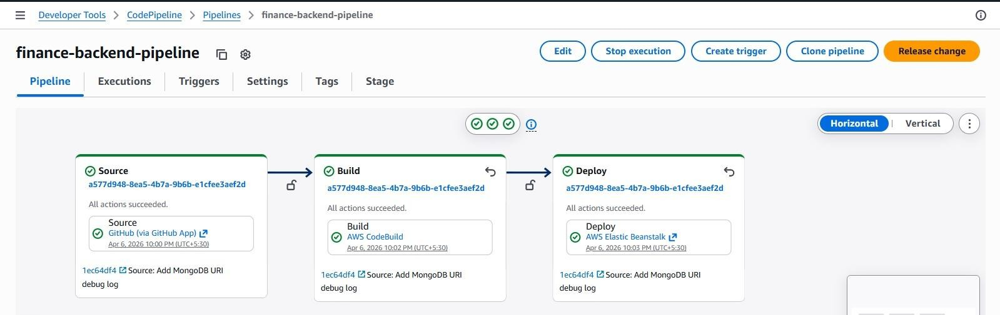 Developer Tools > CodePipeline > Pipelines > finance-backend-pipeline
finance-backend-pipeline
Edit
Stop execution
Create trigger
Clone pipeline
Release change
Pipeline
Executions
Triggers
Settings
Tags
Stage
Horizontal
Vertical
Source
a577d948-8ea5-4b7a-9b6b-e1cfee3aef2d
All actions succeeded.
Source
GitHub (via GitHub App)
Apr 6, 2026 10:00 PM (UTC+5:30)
1ec64df4 Source: Add MongoDB URI
debug log
Build
a577d948-8ea5-4b7a-9b6b-e1cfee3aef2d
All actions succeeded.
Build
AWS CodeBuild
Apr 6, 2026 10:02 PM (UTC+5:30)
1ec64df4 Source: Add MongoDB URI
debug log
Deploy
a577d948-8ea5-4b7a-9b6b-e1cfee3aef2d
All actions succeeded.
Deploy
AWS Elastic Beanstalk
Apr 6, 2026 10:03 PM (UTC+5:30)
1ec64df4 Source: Add MongoDB URI
debug log